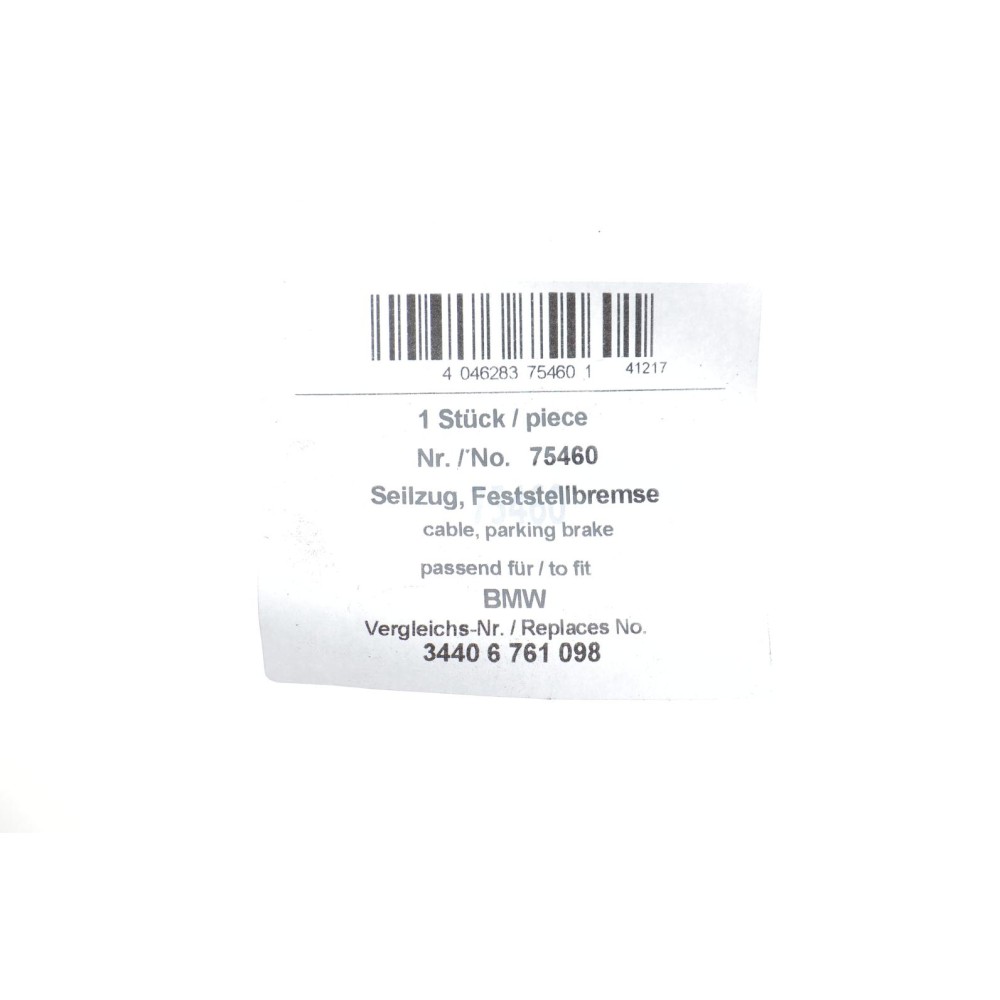 4 046283 75460 1 41217
1 Stück / piece
Nr. / No. 75460
Seilzug, Feststellbremse
75460
cable, parking brake
passend für / to fit
BMW
Vergleichs-Nr. / Replaces No.
3440 6 761 098